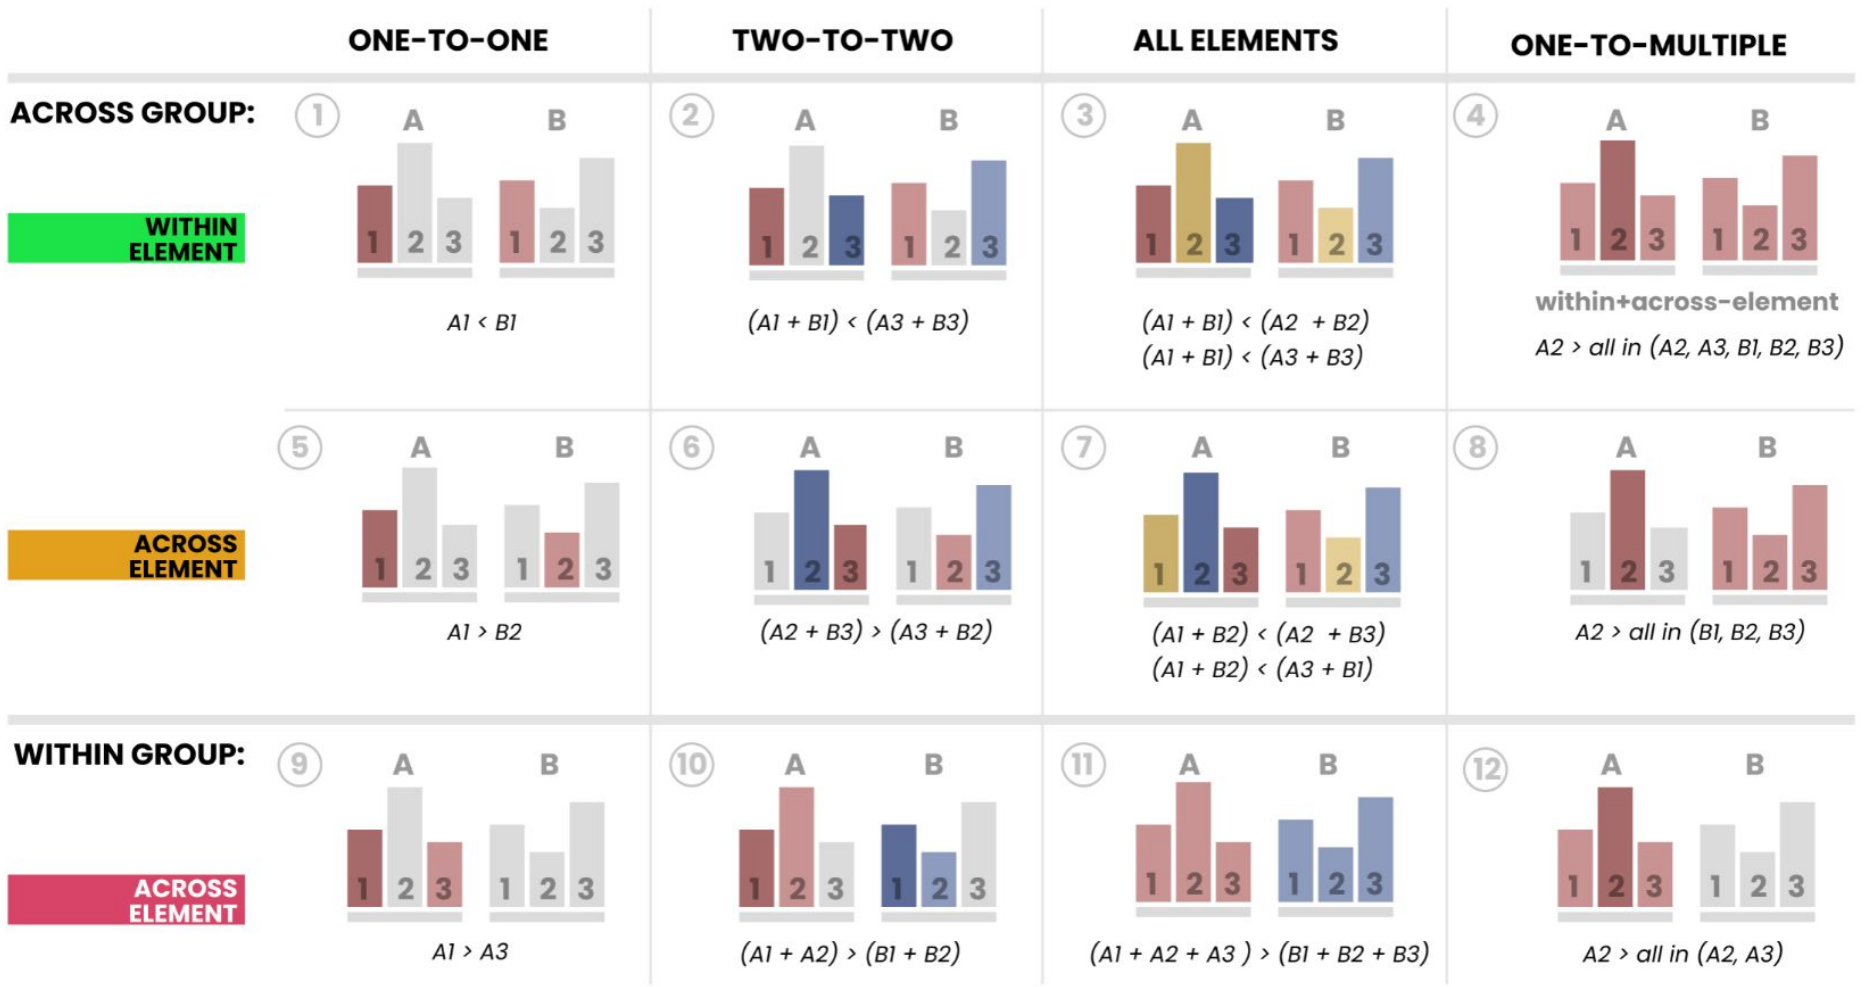 ONE-TO-ONE
TWO-TO-TWO
ALL ELEMENTS
ONE-TO-MULTIPLE
ACROSS GROUP:
WITHIN
ELEMENT
1
A
B
1 2 3
1 2 3
A1 < B1
2
A
B
1 2 3
1 2 3
(A1 + B1) < (A3 + B3)
3
A
B
1 2 3
1 2 3
(A1 + B1) < (A2 + B2)
(A1 + B1) < (A3 + B3)
4
A
B
1 2 3
1 2 3
within+across-element
A2 > all in (A2, A3, B1, B2, B3)
ACROSS
ELEMENT
5
A
B
1 2 3
1 2 3
A1 > B2
6
A
B
1 2 3
1 2 3
(A2 + B3) > (A3 + B2)
7
A
B
1 2 3
1 2 3
(A1 + B2) < (A2 + B3)
(A1 + B2) < (A3 + B1)
8
A
B
1 2 3
1 2 3
A2 > all in (B1, B2, B3)
WITHIN GROUP:
ACROSS
ELEMENT
9
A
B
1 2 3
1 2 3
A1 > A3
10
A
B
1 2 3
1 2 3
(A1 + A2) > (B1 + B2)
11
A
B
1 2 3
1 2 3
(A1 + A2 + A3 ) > (B1 + B2 + B3)
12
A
B
1 2 3
1 2 3
A2 > all in (A2, A3)